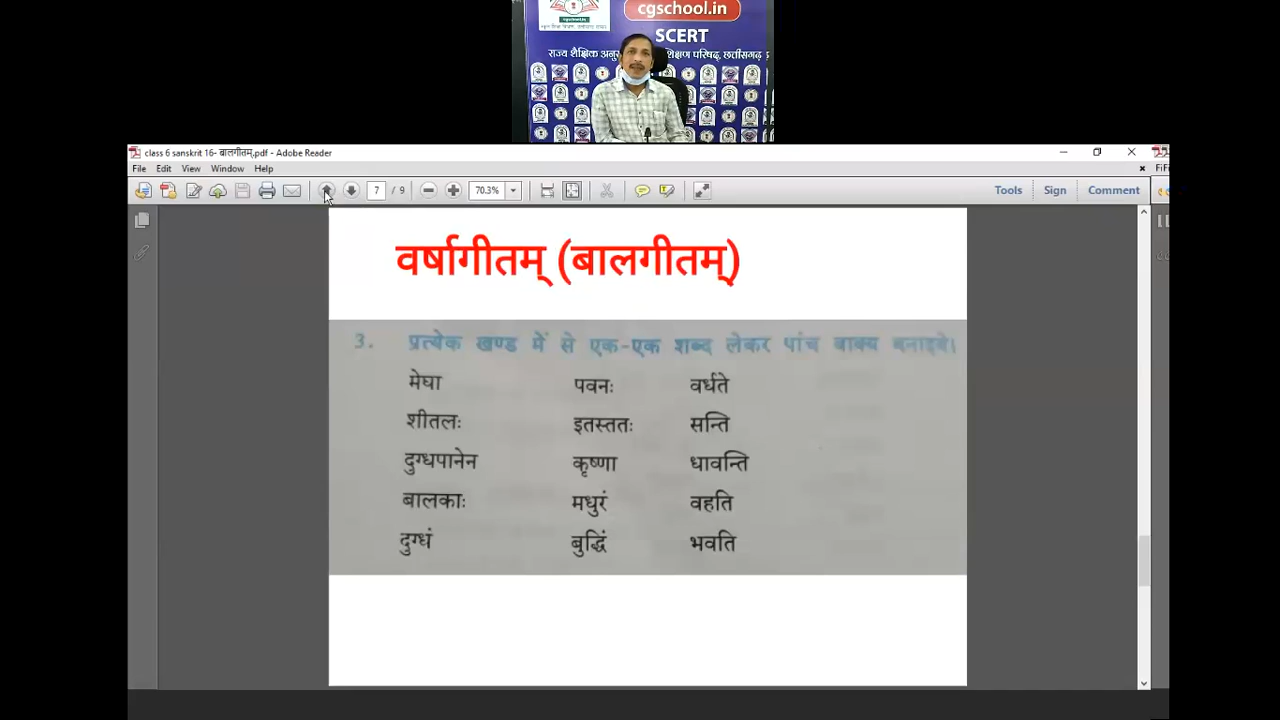 cgschool.in
SCERT
राज्य शैक्षिक अनु शिक्षण परिषद्, छत्तीसगढ़
class 6 sanskrit 16- बालगीतम्.pdf - Adobe Reader
File Edit View Window Help
7 / 9 70.3% Tools Sign Comment
वर्षागीतम् (बालगीतम्)
3. प्रत्येक खण्ड में से एक-एक शब्द लेकर पांच वाक्य बनाइये।
मेघा पवनः वर्धते
शीतलः इतस्ततः सन्ति
दुग्धपानेन कृष्णा धावन्ति
बालकाः मधुरं वहति
दुग्धं बुद्धिं भवति